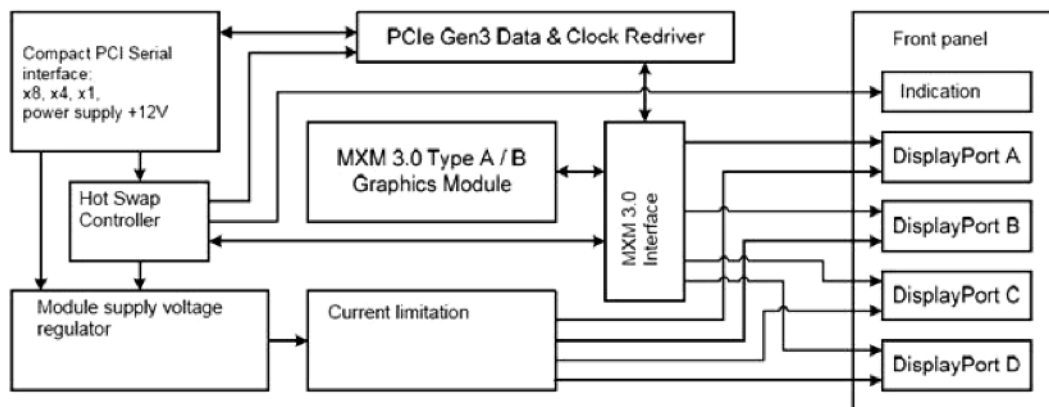 Compact PCI Serial
interface:
x8, x4, x1,
power supply +12V
PCIe Gen3 Data & Clock Redriver
Front panel
Indication
MXM 3.0 Type A / B
Graphics Module
MXM 3.0
Interface
DisplayPort A
Hot Swap
Controller
DisplayPort B
DisplayPort C
Module supply voltage
regulator
Current limitation
DisplayPort D